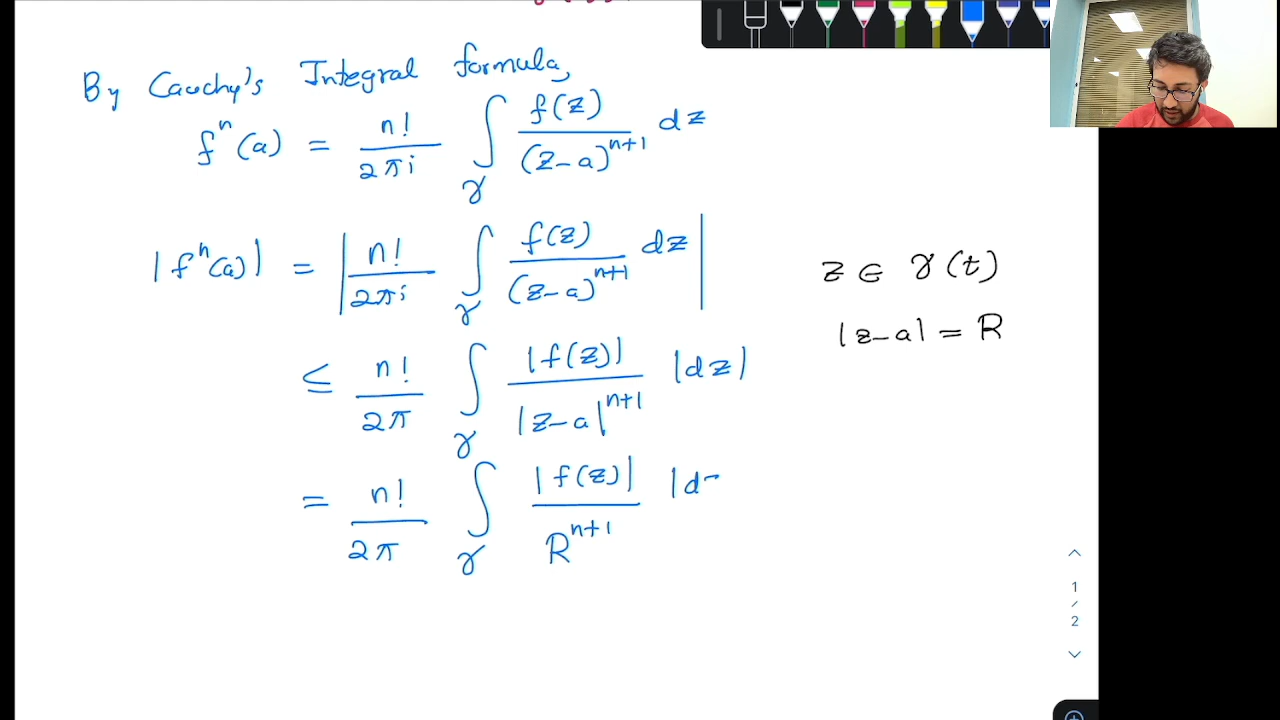 By Cauchy's Integral formula,
fⁿ(a) = n!/2πi ∫_γ f(z)/(z-a)ⁿ⁺¹ dz
|fⁿ(a)| = |n!/2πi ∫_γ f(z)/(z-a)ⁿ⁺¹ dz|
z ∈ γ(t)
|z-a| = R
≤ n!/2π ∫_γ |f(z)|/|z-a|ⁿ⁺¹ |dz|
= n!/2π ∫_γ |f(z)|/Rⁿ⁺¹ |d
1
/
2